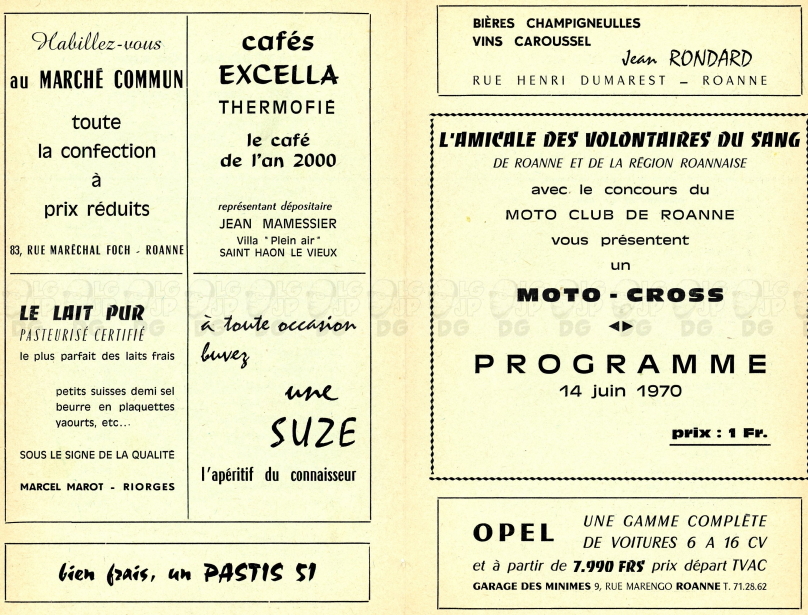 Habillez-vous
au MARCHÉ COMMUN
toute
la confection
à
prix réduits
83, RUE MARÉCHAL FOCH - ROANNE
cafés
EXCELLA
THERMOFIÉ
le café
de l'an 2000
représentant dépositaire
JEAN MAMESSIER
Villa "Plein air"
SAINT HAON LE VIEUX
LE LAIT PUR
PASTEURISÉ CERTIFIÉ
le plus parfait des laits frais
petits suisses demi sel
beurre en plaquettes
yaourts, etc...
SOUS LE SIGNE DE LA QUALITÉ
MARCEL MAROT - RIORGES
à toute occasion
buvez
une
SUZE
l'apéritif du connaisseur
bien frais, un PASTIS 51
BIÈRES CHAMPIGNEULLES
VINS CAROUSSEL
Jean RONDARD
RUE HENRI DUMAREST - ROANNE
L'AMICALE DES VOLONTAIRES DU SANG
DE ROANNE ET DE LA RÉGION ROANNAISE
avec le concours du
MOTO CLUB DE ROANNE
vous présentent
un
MOTO - CROSS
PROGRAMME
14 juin 1970
prix : 1 Fr.
OPEL
UNE GAMME COMPLÈTE
DE VOITURES 6 A 16 CV
et à partir de 7.990 FRS prix départ TVAC
GARAGE DES MINIMES 9, RUE MARENGO ROANNE T. 71.28.62